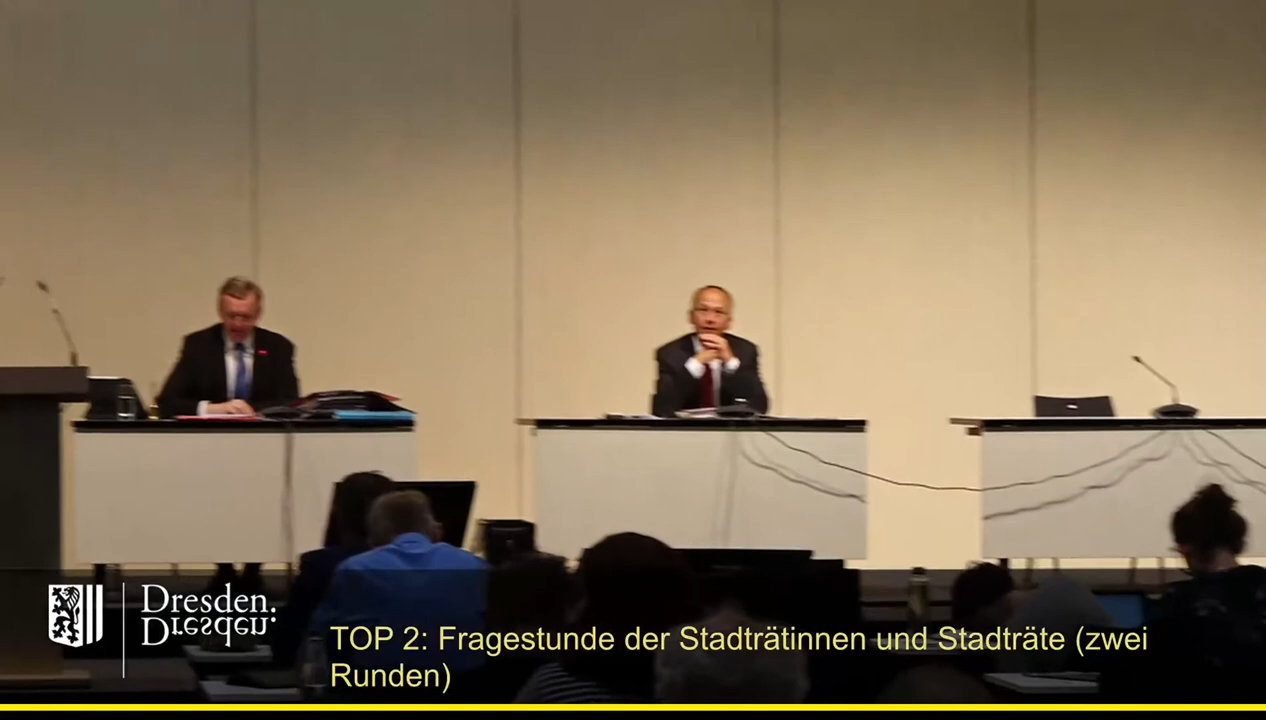 Dresden.
Dresden.
TOP 2: Fragestunde der Stadträtinnen und Stadträte (zwei
Runden)